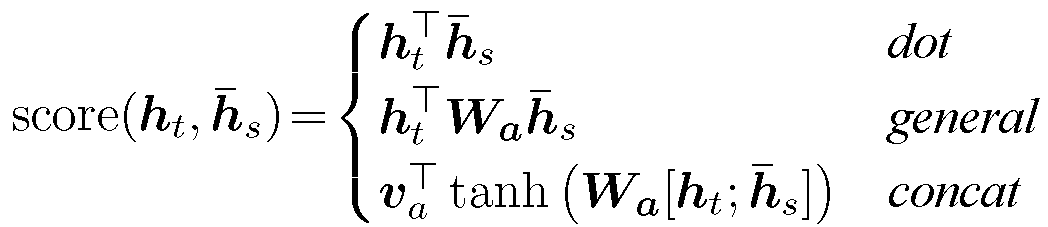 h_t^⊤ h̄_s dot
score(h_t, h̄_s) = { h_t^⊤ W_a h̄_s general
v_a^⊤ tanh (W_a[h_t; h̄_s]) concat